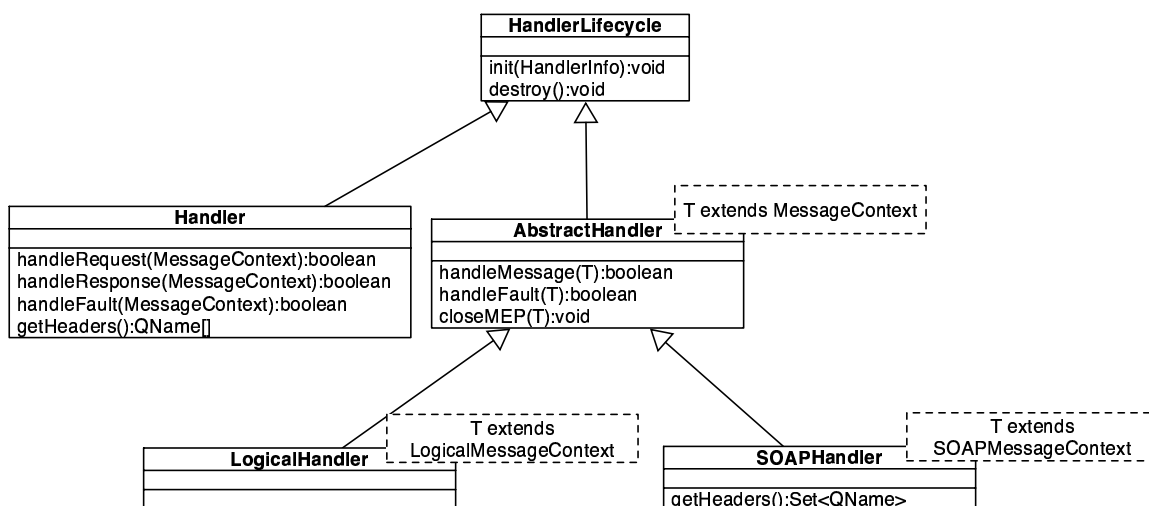 HandlerLifecycle
init(HandlerInfo):void
destroy():void
T extends MessageContext
Handler
handleRequest(MessageContext):boolean
handleResponse(MessageContext):boolean
handleFault(MessageContext):boolean
getHeaders():QName[]
AbstractHandler
handleMessage(T):boolean
handleFault(T):boolean
closeMEP(T):void
T extends
LogicalMessageContext
LogicalHandler
T extends
SOAPMessageContext
SOAPHandler
getHeaders():Set<QName>